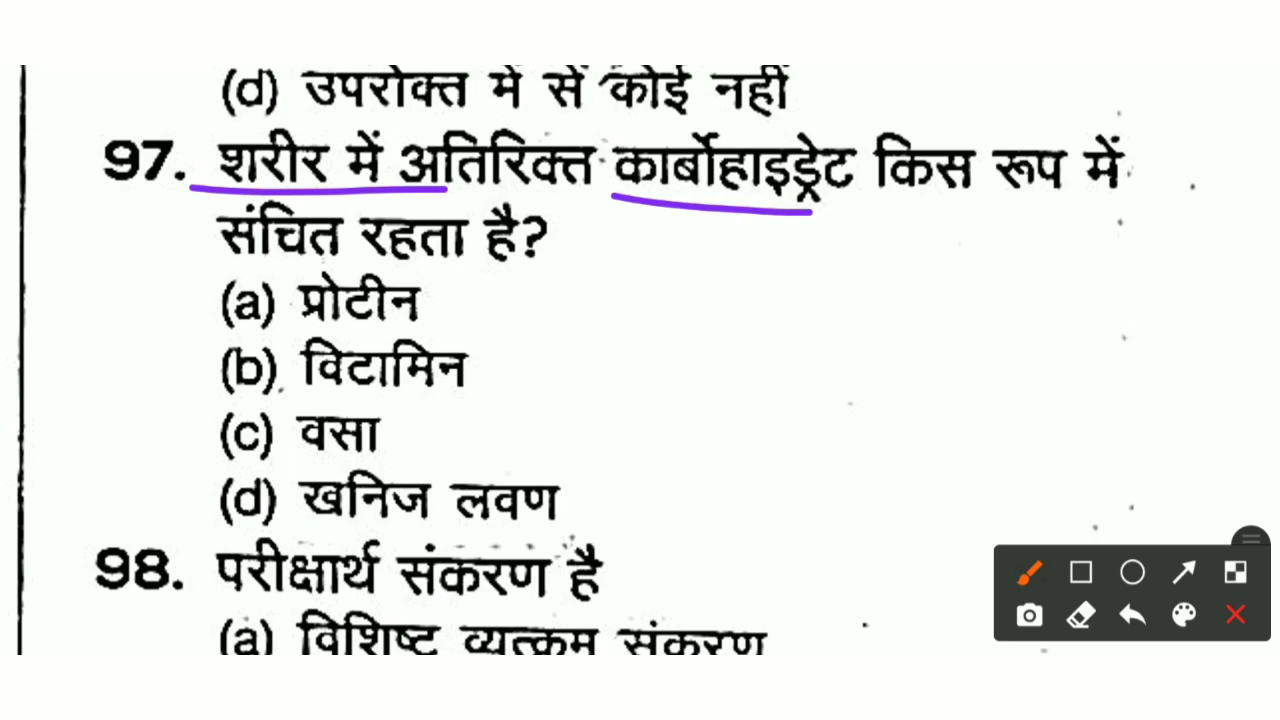 (d) उपरोक्त में से कोई नहीं
97. शरीर में अतिरिक्त कार्बोहाइड्रेट किस रूप में
संचित रहता है?
(a) प्रोटीन
(b) विटामिन
(c) वसा
(d) खनिज लवण
98. परीक्षार्थ संकरण है
(a) विशिष्ट व्युत्क्रम संकरण